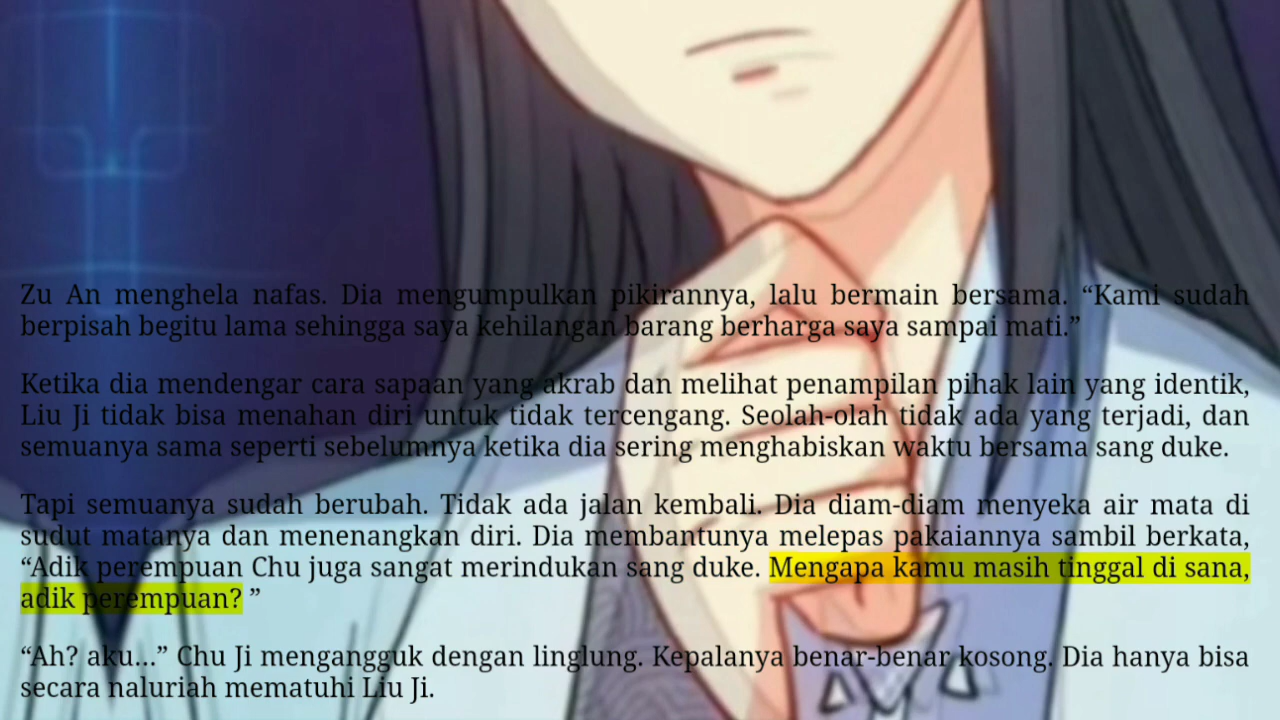 Zu An menghela nafas. Dia mengumpulkan pikirannya, lalu bermain bersama. “Kami sudah
berpisah begitu lama sehingga saya kehilangan barang berharga saya sampai mati.”
Ketika dia mendengar cara sapaan yang akrab dan melihat penampilan pihak lain yang identik,
Liu Ji tidak bisa menahan diri untuk tidak tercengang. Seolah-olah tidak ada yang terjadi, dan
semuanya sama seperti sebelumnya ketika dia sering menghabiskan waktu bersama sang duke.
Tapi semuanya sudah berubah. Tidak ada jalan kembali. Dia diam-diam menyeka air mata di
sudut matanya dan menenangkan diri. Dia membantunya melepas pakaiannya sambil berkata,
“Adik perempuan Chu juga sangat merindukan sang duke. Mengapa kamu masih tinggal di sana,
adik perempuan? ”
“Ah? aku...” Chu Ji mengangguk dengan linglung. Kepalanya benar-benar kosong. Dia hanya bisa
secara naluriah mematuhi Liu Ji.